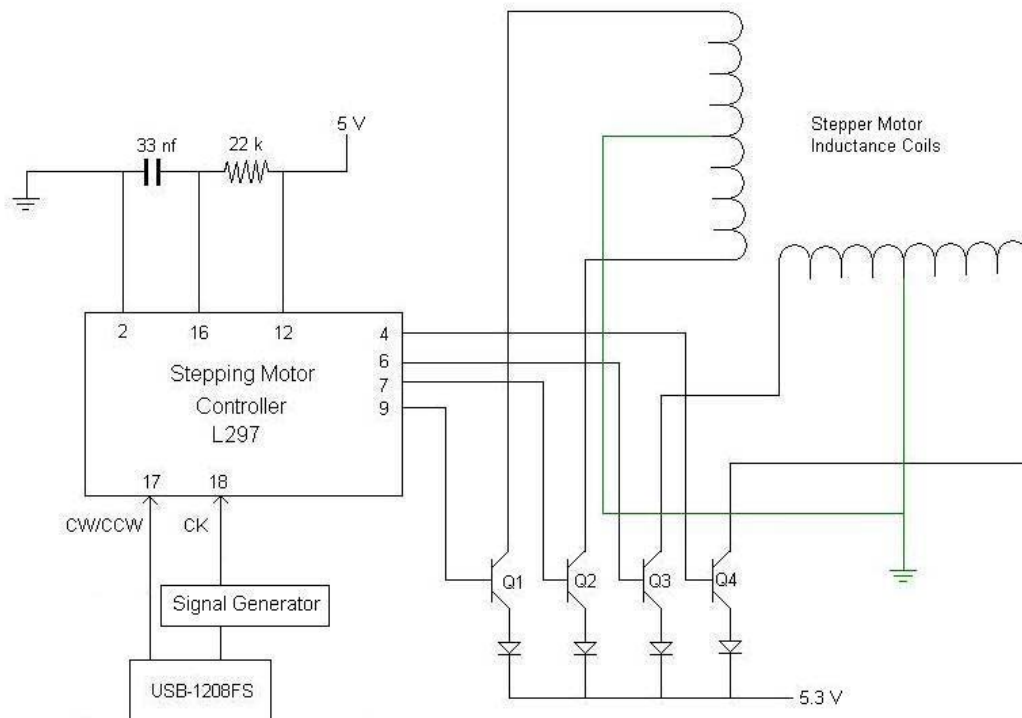 Stepper Motor
Inductance Coils
5 V
33 nf
22 k
2
16
12
4
6
7
9
Stepping Motor
Controller
L297
17
18
CW/CCW
CK
Q1
Q2
Q3
Q4
Signal Generator
USB-1208FS
5.3 V